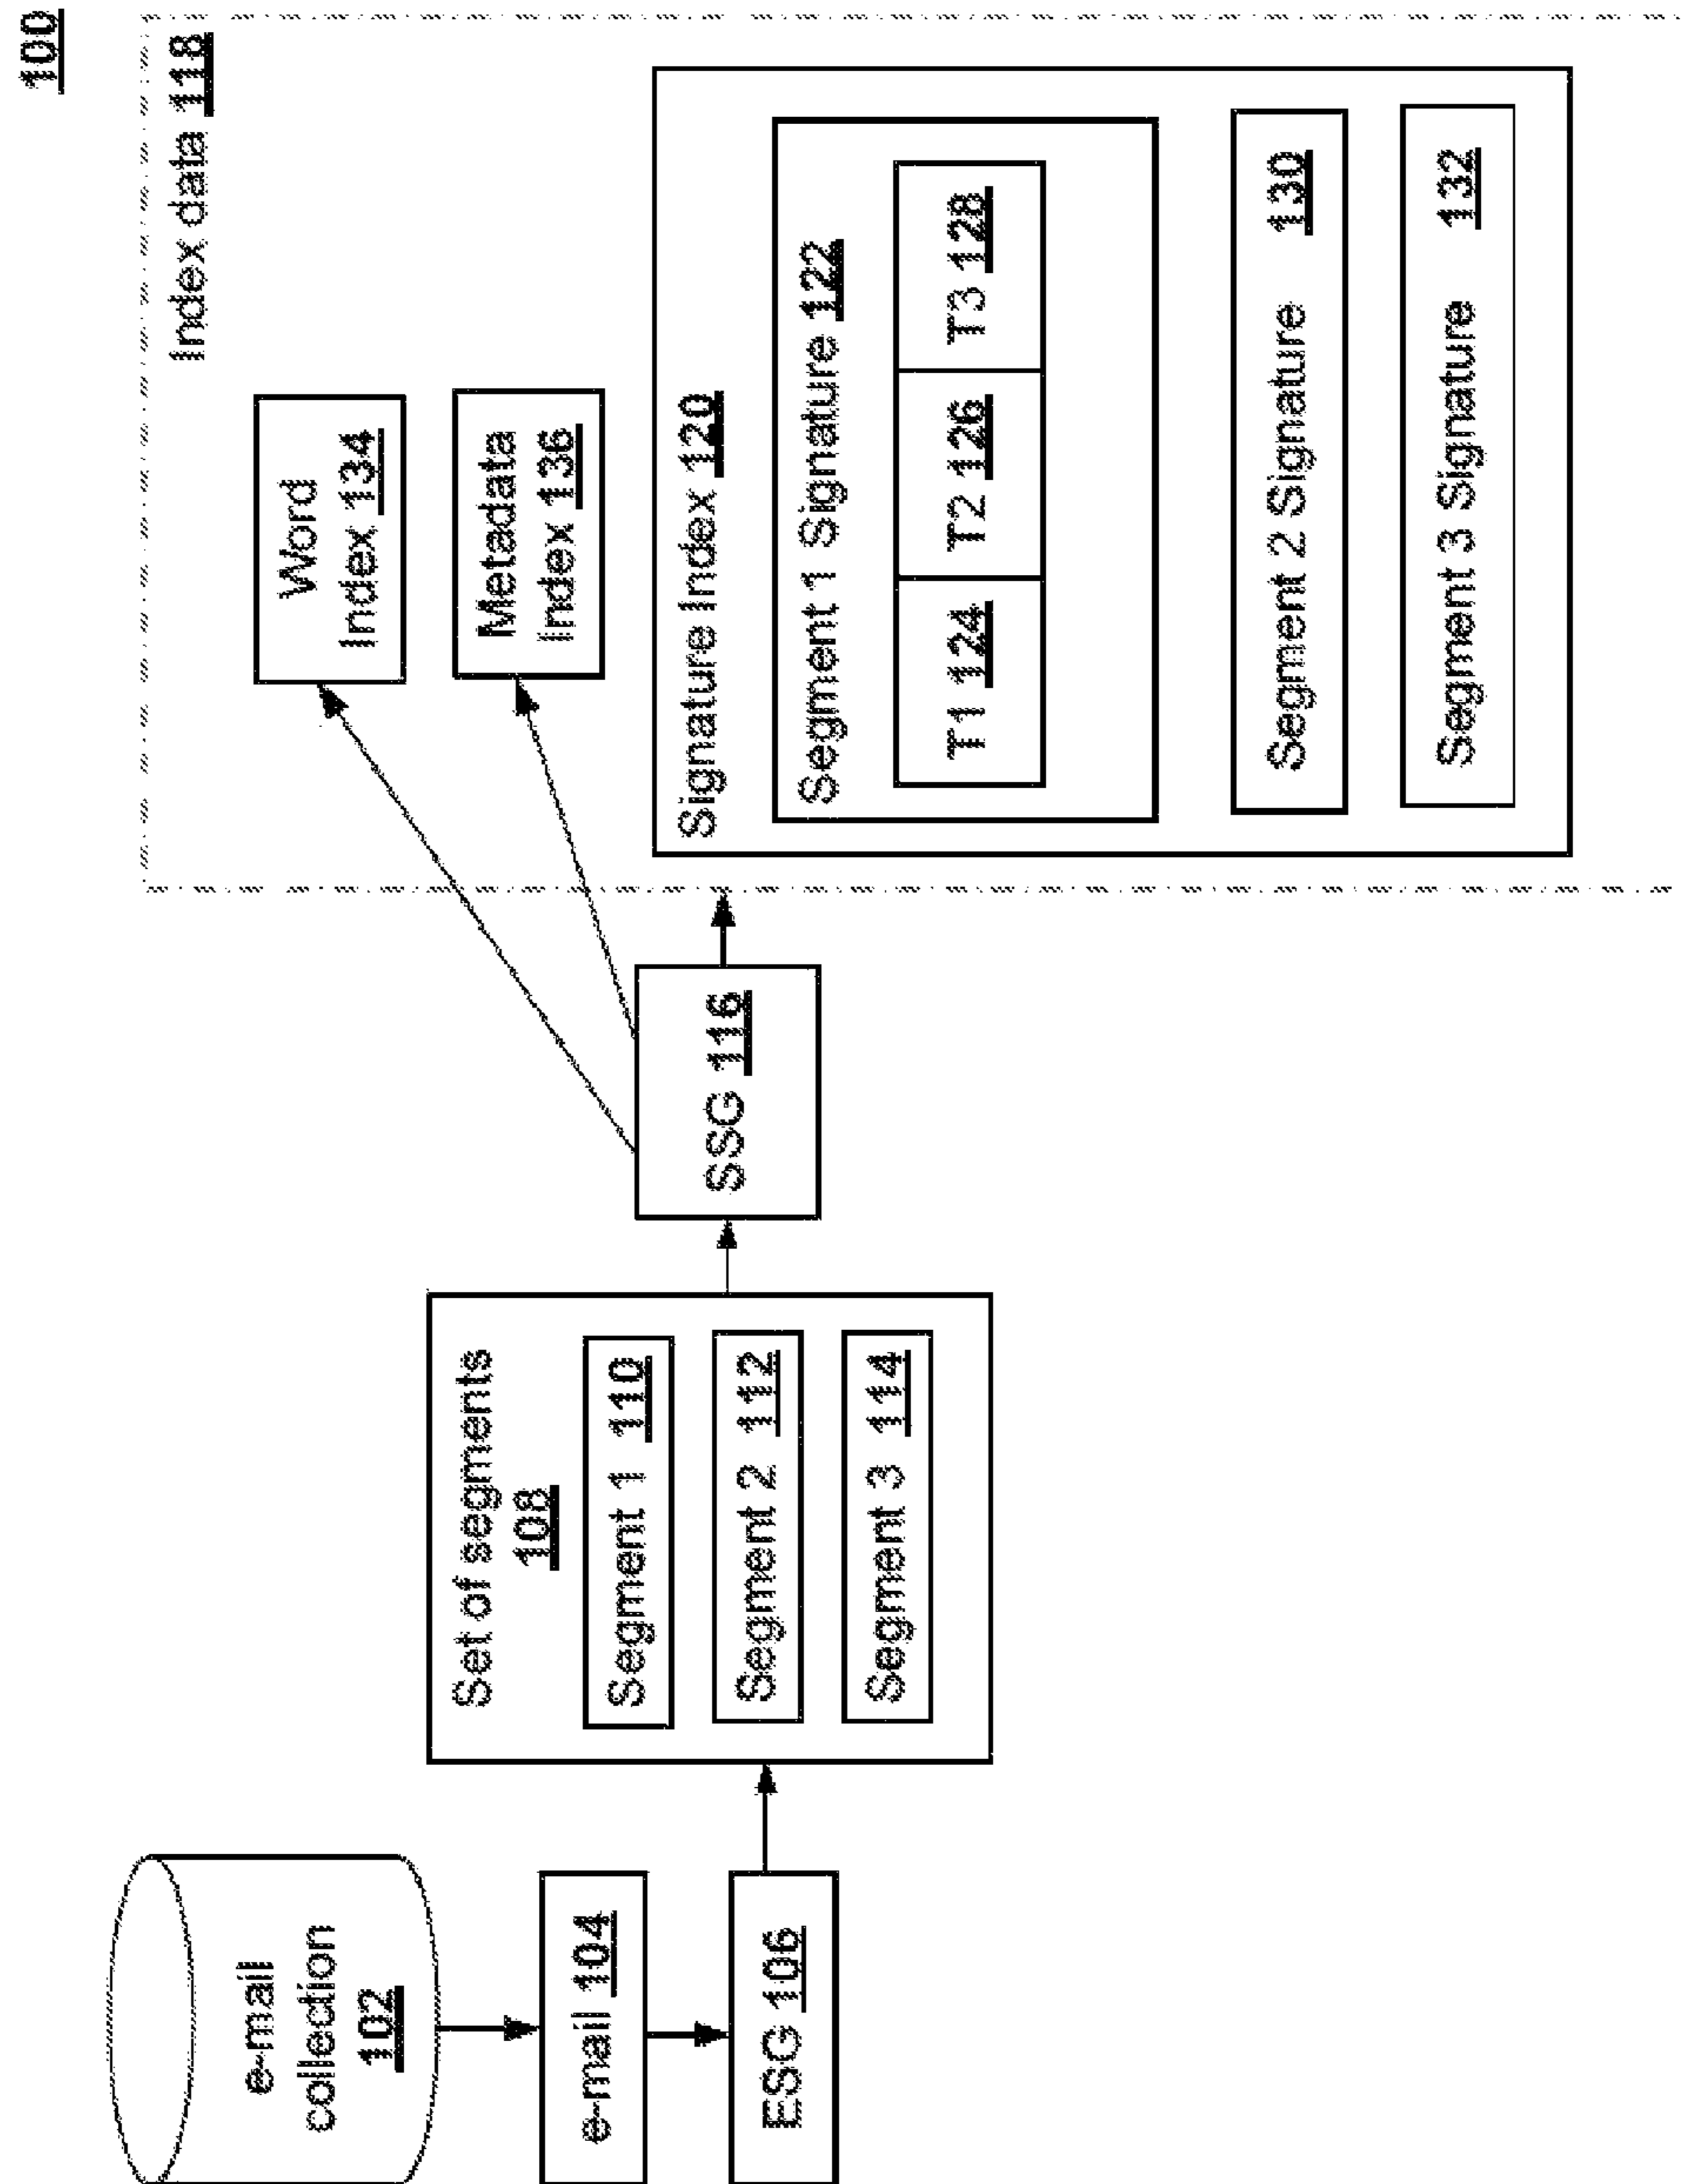 100
e-mail
collection
102
e-mail 104
ESG 106
Set of segments
108
Segment 1 110
Segment 2 112
Segment 3 114
SSG 116
Index data 118
Word
Index 134
Metadata
Index 136
Signature Index 120
Segment 1 Signature 122
T1 124 T2 126 T3 128
Segment 2 Signature 130
Segment 3 Signature 132